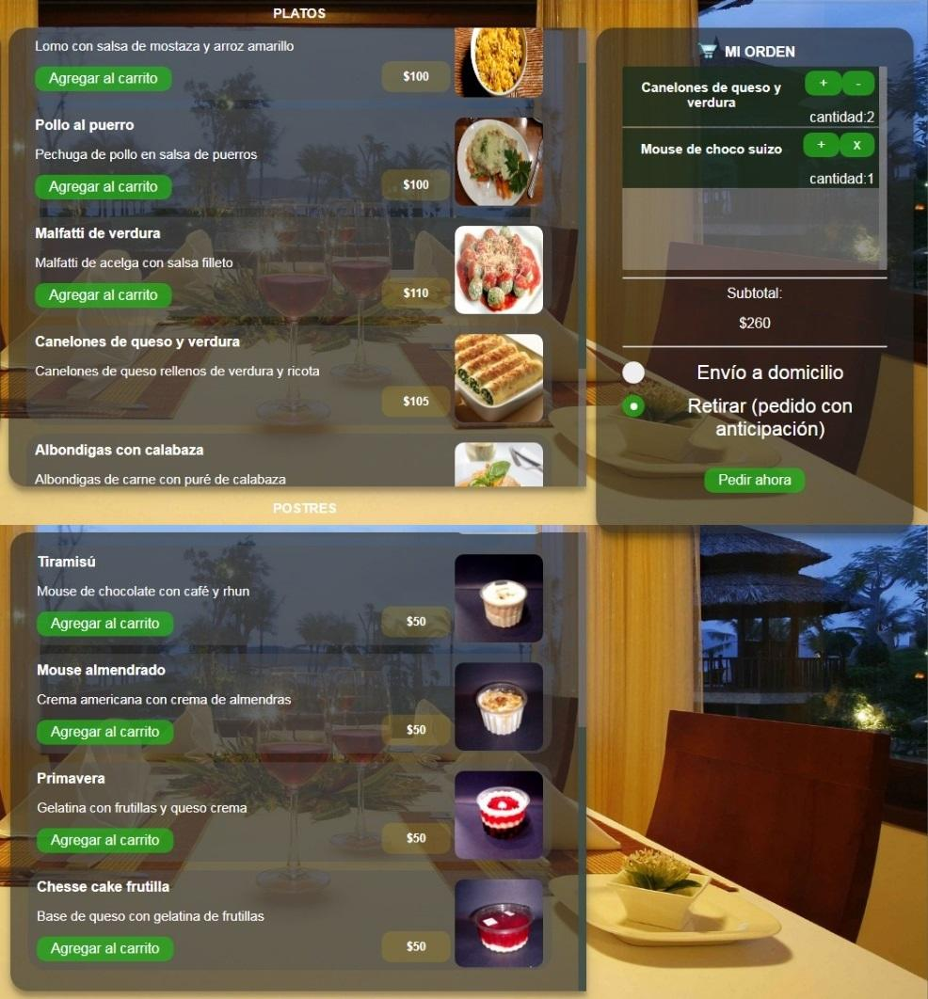 PLATOS
Lomo con salsa de mostaza y arroz amarillo
Agregar al carrito
$100
Pollo al puerro
Pechuga de pollo en salsa de puerros
Agregar al carrito
$100
Malfatti de verdura
Malfatti de acelga con salsa filleto
Agregar al carrito
$110
Canelones de queso y verdura
Canelones de queso rellenos de verdura y ricota
$105
Albondigas con calabaza
Albondigas de carne con puré de calabaza
MI ORDEN
Canelones de queso y
verdura
+
-
cantidad:2
Mouse de choco suizo
+
x
cantidad:1
Subtotal:
$260
Envío a domicilio
Retirar (pedido con
anticipación)
Pedir ahora
POSTRES
Tiramisú
Mouse de chocolate con café y rhun
Agregar al carrito
$50
Mouse almendrado
Crema americana con crema de almendras
Agregar al carrito
$50
Primavera
Gelatina con frutillas y queso crema
Agregar al carrito
$50
Chesse cake frutilla
Base de queso con gelatina de frutillas
Agregar al carrito
$50